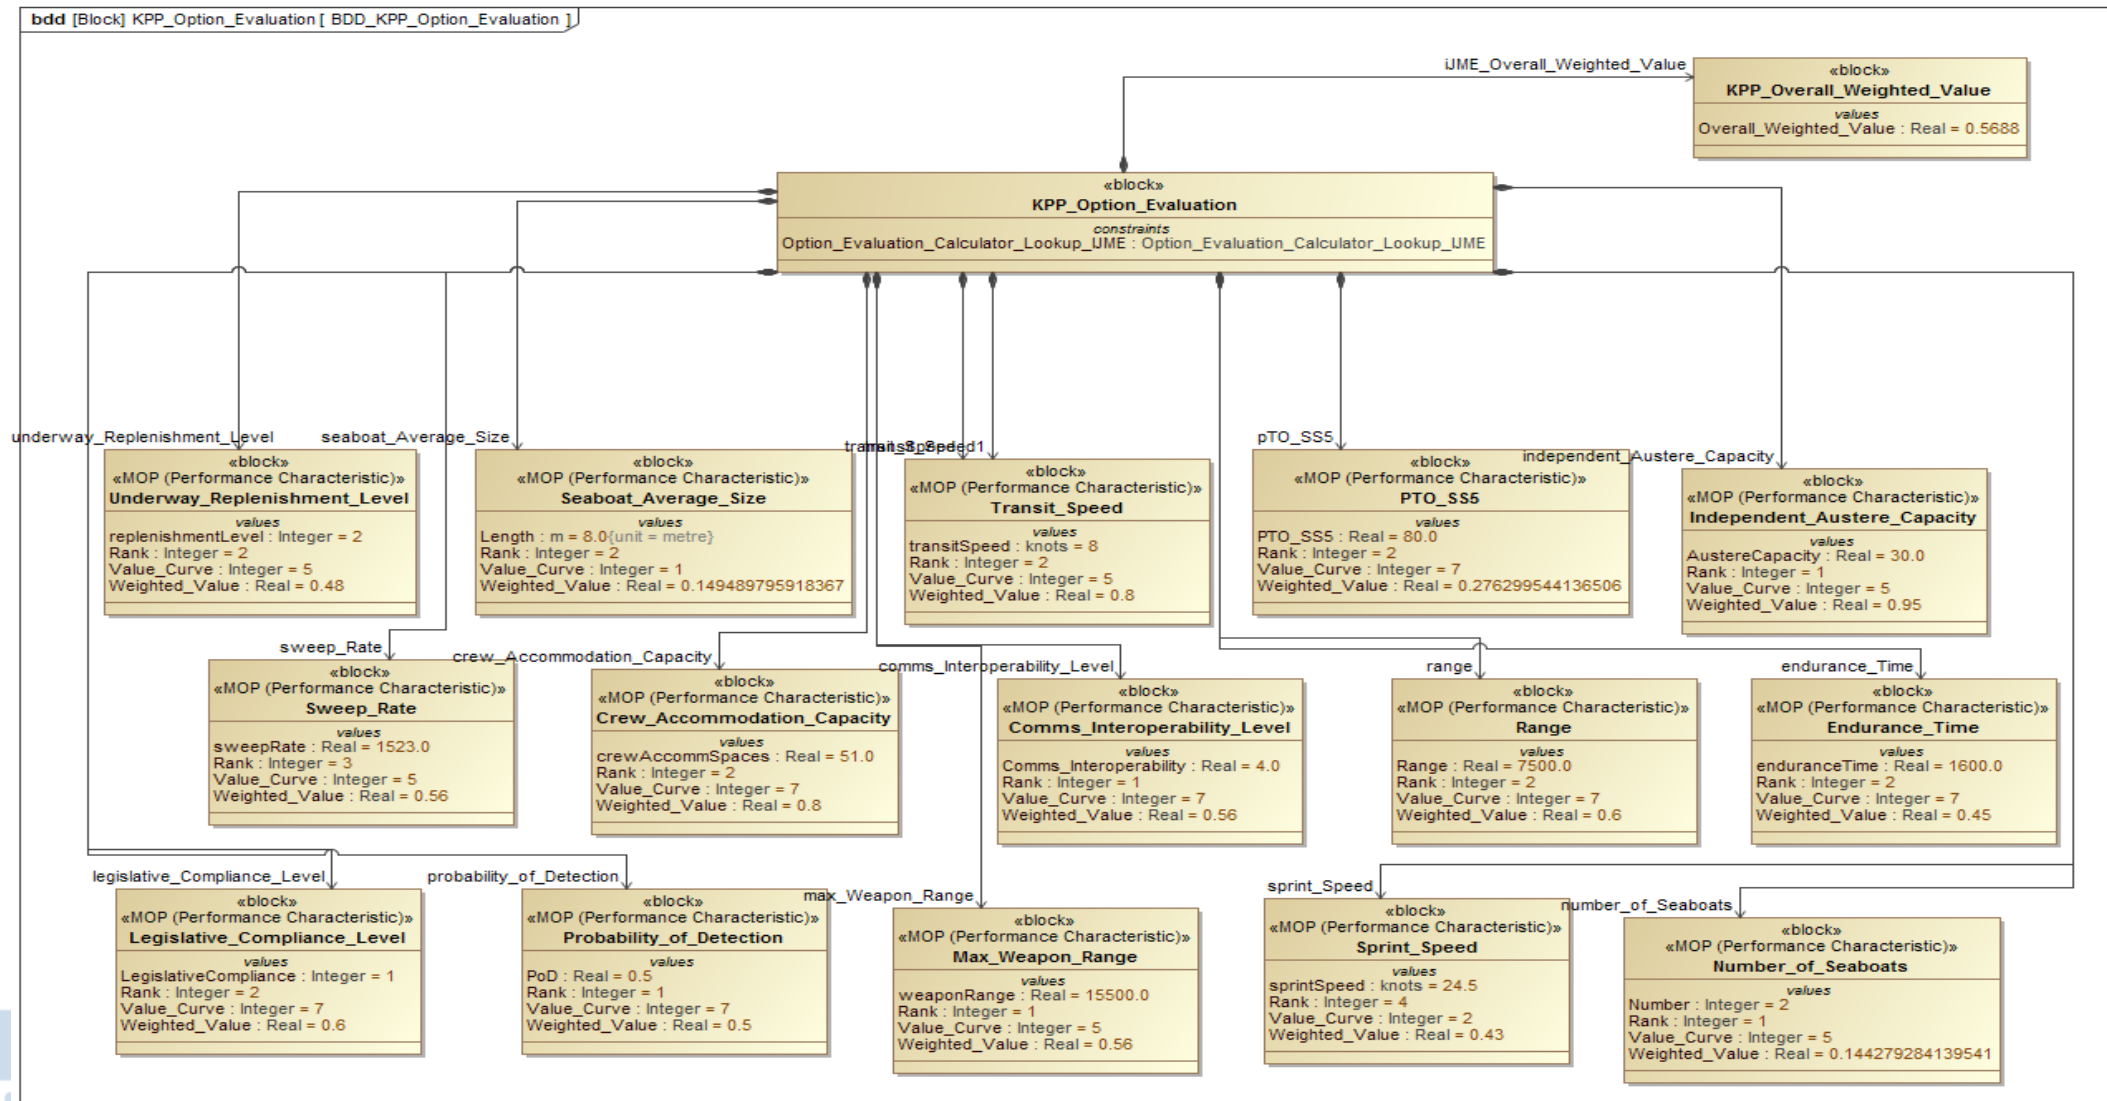 bdd [Block] KPP_Option_Evaluation [ BDD_KPP_Option_Evaluation ]
iJME_Overall_Weighted_Value
«block»
KPP_Overall_Weighted_Value
values
Overall_Weighted_Value : Real = 0.5688
«block»
KPP_Option_Evaluation
constraints
Option_Evaluation_Calculator_Lookup_IJME : Option_Evaluation_Calculator_Lookup_IJME
underway_Replenishment_Level
«block»
«MOP (Performance Characteristic)»
Underway_Replenishment_Level
values
replenishmentLevel : Integer = 2
Rank : Integer = 2
Value_Curve : Integer = 5
Weighted_Value : Real = 0.48
seaboat_Average_Size
«block»
«MOP (Performance Characteristic)»
Seaboat_Average_Size
values
Length : m = 8.0{unit = metre}
Rank : Integer = 2
Value_Curve : Integer = 1
Weighted_Value : Real = 0.149489795918367
«block»
«MOP (Performance Characteristic)»
Transit_Speed
values
transitSpeed : knots = 8
Rank : Integer = 2
Value_Curve : Integer = 5
Weighted_Value : Real = 0.8
pTO_SS5
«block»
«MOP (Performance Characteristic)»
PTO_SS5
values
PTO_SS5 : Real = 80.0
Rank : Integer = 2
Value_Curve : Integer = 7
Weighted_Value : Real = 0.276299544136506
independent_Austere_Capacity
«block»
«MOP (Performance Characteristic)»
Independent_Austere_Capacity
values
AustereCapacity : Real = 30.0
Rank : Integer = 1
Value_Curve : Integer = 5
Weighted_Value : Real = 0.95
sweep_Rate
«block»
«MOP (Performance Characteristic)»
Sweep_Rate
values
sweepRate : Real = 1523.0
Rank : Integer = 3
Value_Curve : Integer = 5
Weighted_Value : Real = 0.56
crew_Accommodation_Capacity
«block»
«MOP (Performance Characteristic)»
Crew_Accommodation_Capacity
values
crewAccommSpaces : Real = 51.0
Rank : Integer = 2
Value_Curve : Integer = 7
Weighted_Value : Real = 0.8
comms_Interoperability_Level
«block»
«MOP (Performance Characteristic)»
Comms_Interoperability_Level
values
Comms_Interoperability : Real = 4.0
Rank : Integer = 1
Value_Curve : Integer = 7
Weighted_Value : Real = 0.56
range
«block»
«MOP (Performance Characteristic)»
Range
values
Range : Real = 7500.0
Rank : Integer = 2
Value_Curve : Integer = 7
Weighted_Value : Real = 0.6
endurance_Time
«block»
«MOP (Performance Characteristic)»
Endurance_Time
values
enduranceTime : Real = 1600.0
Rank : Integer = 2
Value_Curve : Integer = 7
Weighted_Value : Real = 0.45
legislative_Compliance_Level
«block»
«MOP (Performance Characteristic)»
Legislative_Compliance_Level
values
LegislativeCompliance : Integer = 1
Rank : Integer = 2
Value_Curve : Integer = 7
Weighted_Value : Real = 0.6
probability_of_Detection
«block»
«MOP (Performance Characteristic)»
Probability_of_Detection
values
PoD : Real = 0.5
Rank : Integer = 1
Value_Curve : Integer = 7
Weighted_Value : Real = 0.5
max_Weapon_Range
«block»
«MOP (Performance Characteristic)»
Max_Weapon_Range
values
weaponRange : Real = 15500.0
Rank : Integer = 1
Value_Curve : Integer = 5
Weighted_Value : Real = 0.56
sprint_Speed
«block»
«MOP (Performance Characteristic)»
Sprint_Speed
values
sprintSpeed : knots = 24.5
Rank : Integer = 4
Value_Curve : Integer = 2
Weighted_Value : Real = 0.43
number_of_Seaboats
«block»
«MOP (Performance Characteristic)»
Number_of_Seaboats
values
Number : Integer = 2
Rank : Integer = 1
Value_Curve : Integer = 5
Weighted_Value : Real = 0.144279284139541